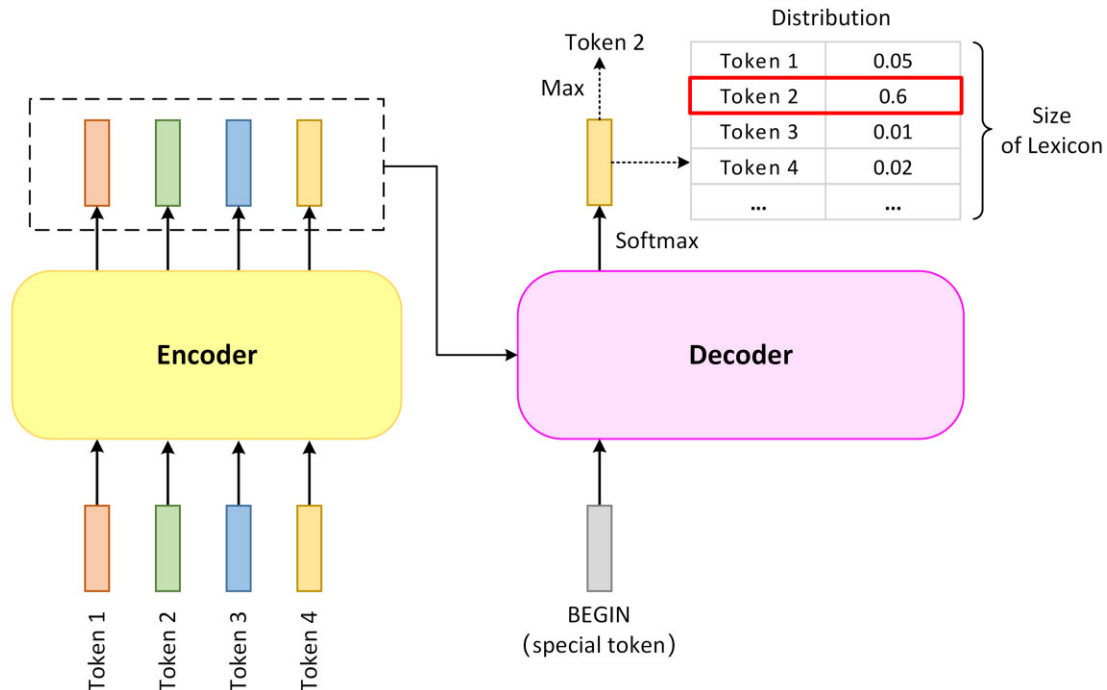 Distribution
Token 2
Max
Token 1 0.05
Token 2 0.6
Token 3 0.01
Token 4 0.02
... ...
Size
of Lexicon
Softmax
Encoder
Decoder
Token 1
Token 2
Token 3
Token 4
BEGIN
(special token)